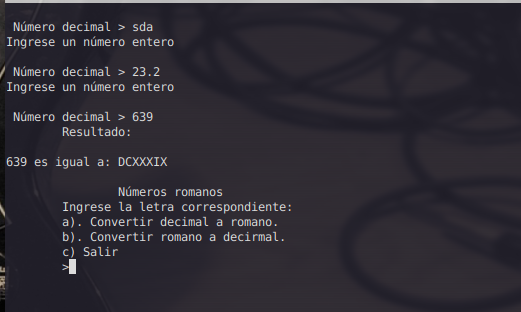 Número decimal > sda
Ingrese un número entero
Número decimal > 23.2
Ingrese un número entero
Número decimal > 639
Resultado:
639 es igual a: DCXXXIX
Números romanos
Ingrese la letra correspondiente:
a). Convertir decimal a romano.
b). Convertir romano a decirmal.
c) Salir
>